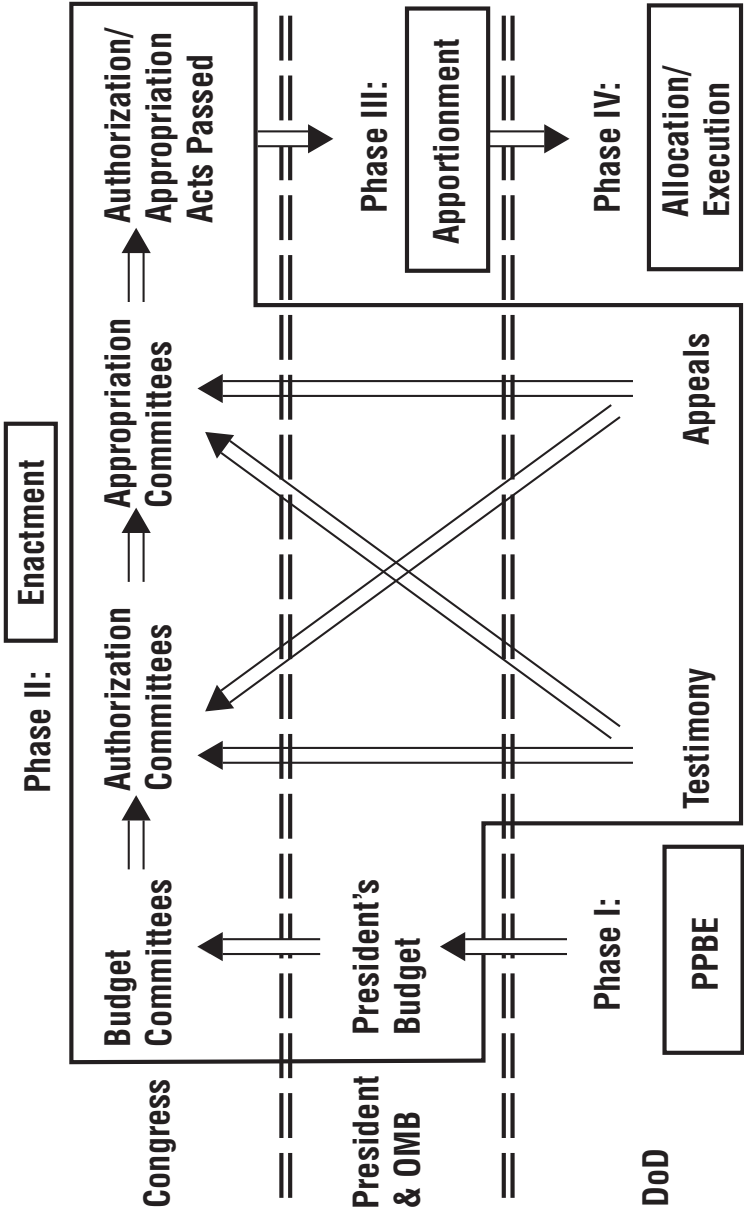 Phase II:
Enactment
Congress
Budget
Committees
Authorization
Committees
Appropriation
Committees
Authorization/
Appropriation
Acts Passed
President
& OMB
President's
Budget
Phase III:
Apportionment
DoD
Phase I:
PPBE
Testimony
Appeals
Phase IV:
Allocation/
Execution